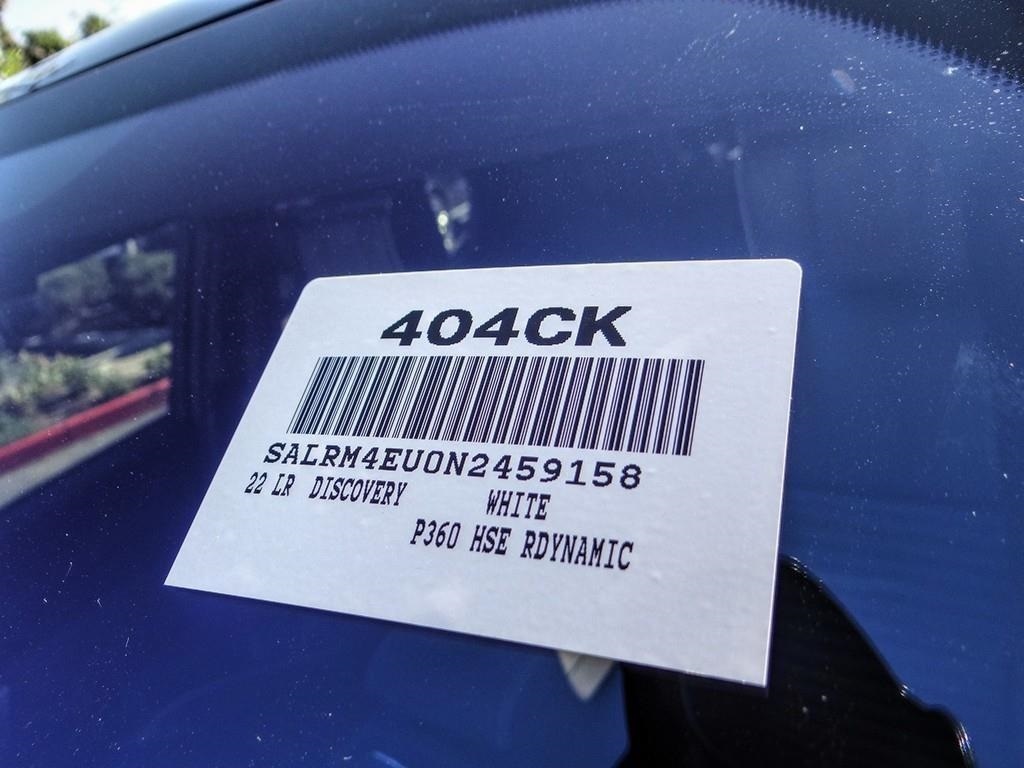 404CK
SALRM4EU0N2459158
22 LR DISCOVERY WHITE
P360 HSE RDYNAMIC